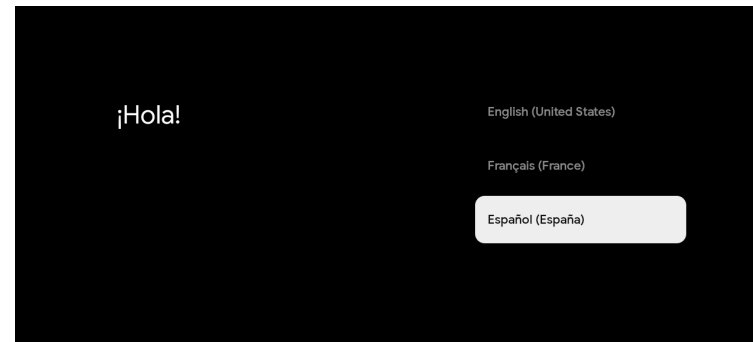 ¡Hola!
English (United States)
Français (France)
Español (España)